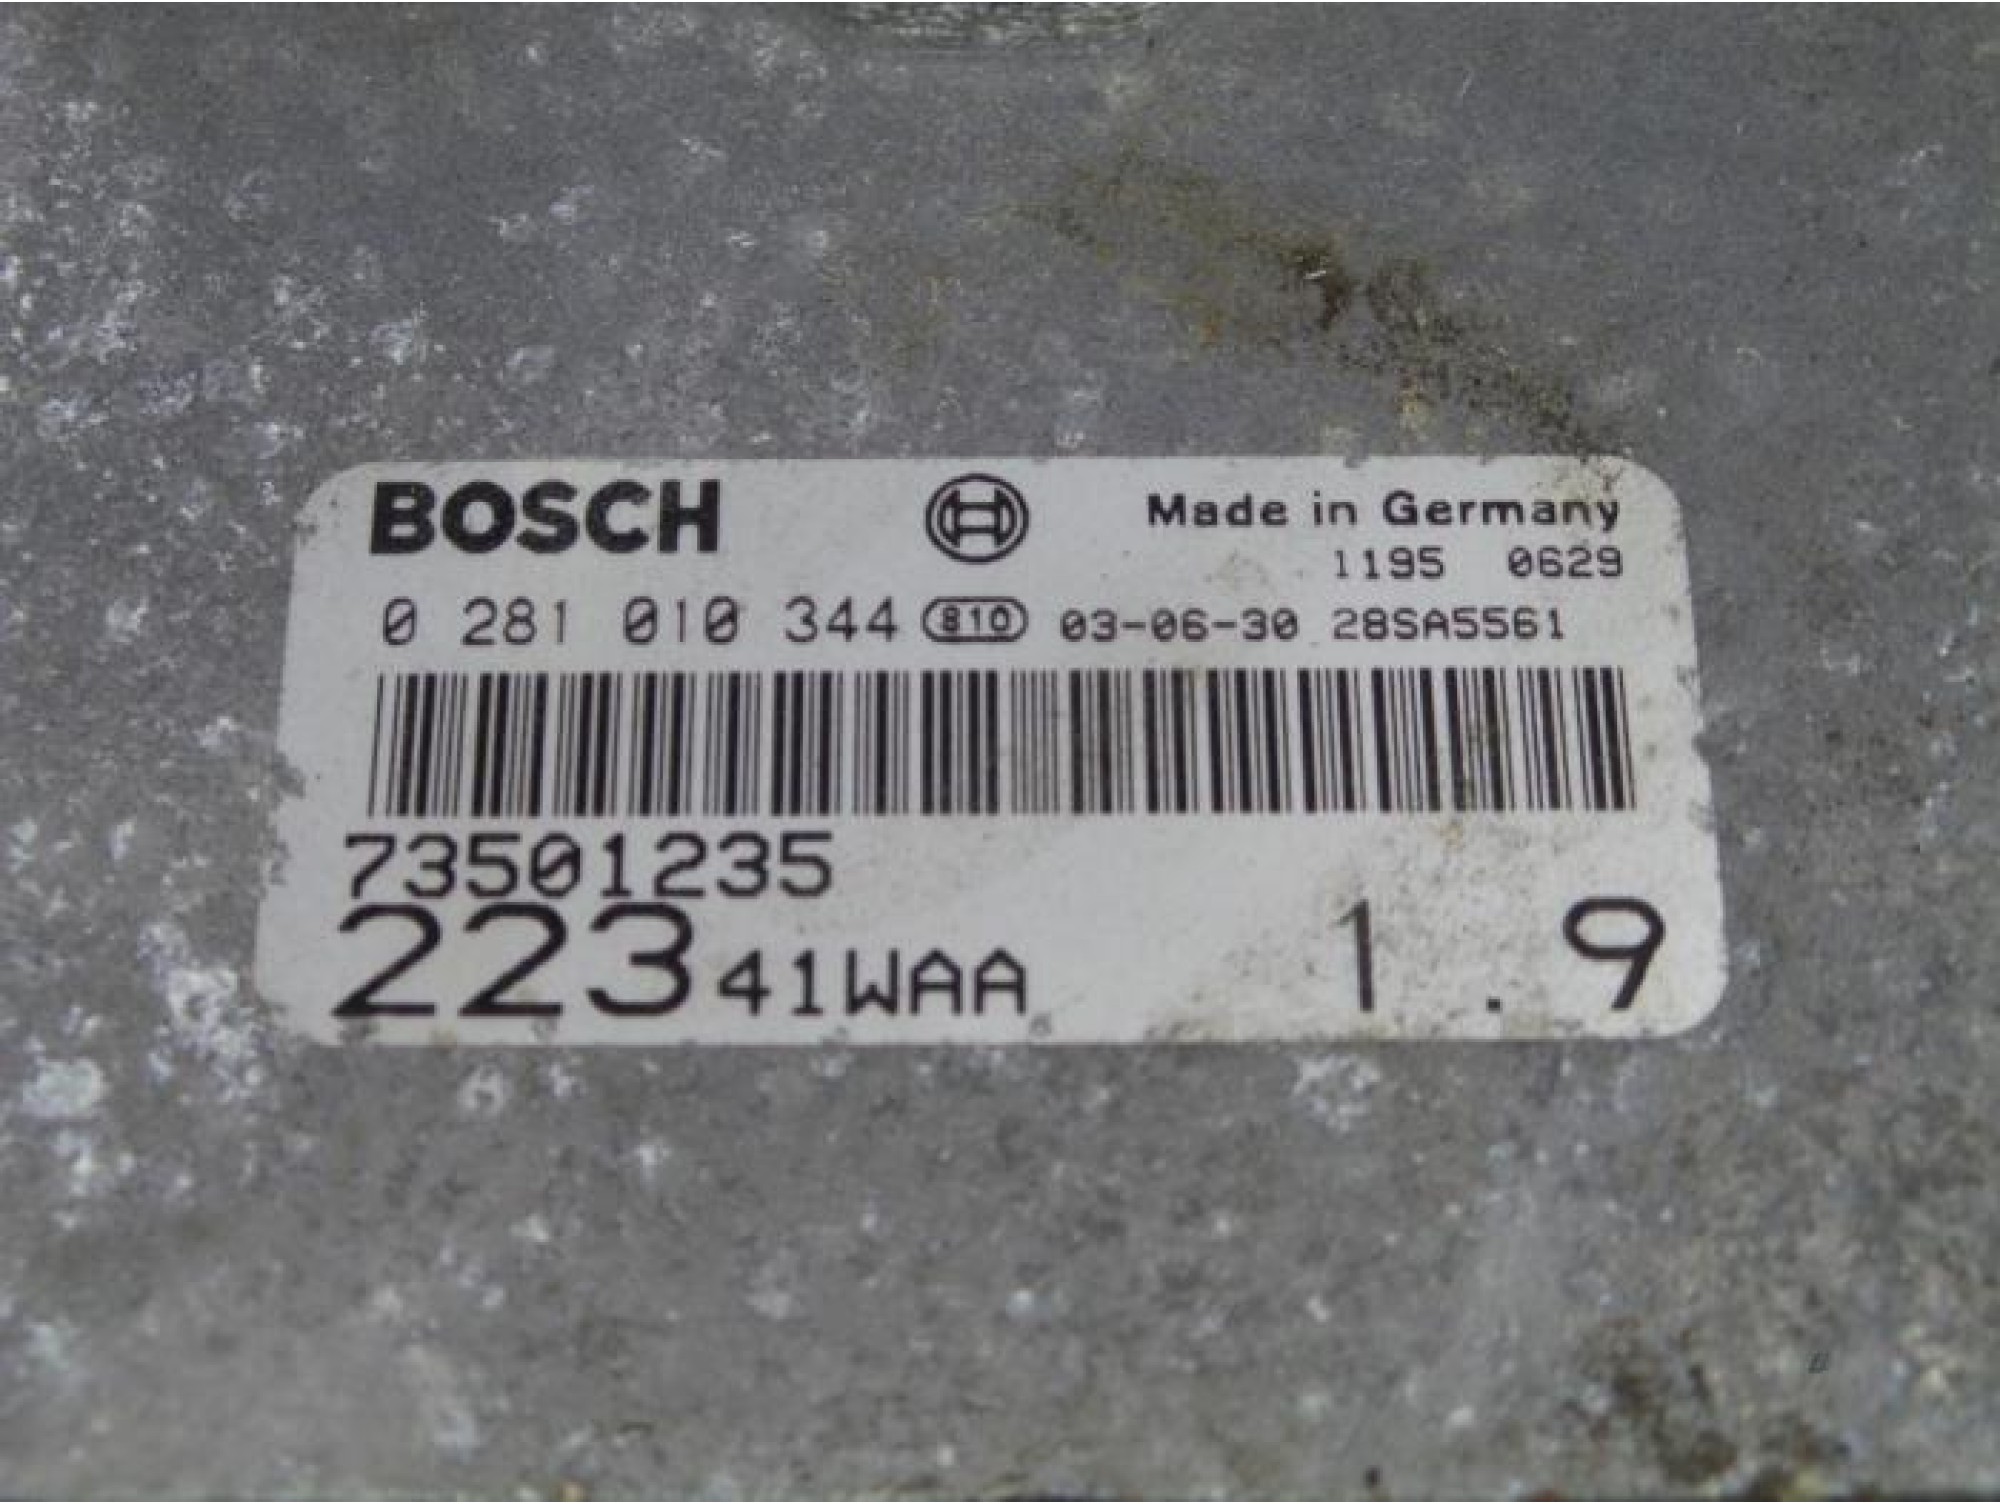 BOSCH Made in Germany
1195 0629
0 281 010 344 810 03-06-30 28SA5561
73501235
223 41WAA 1.9